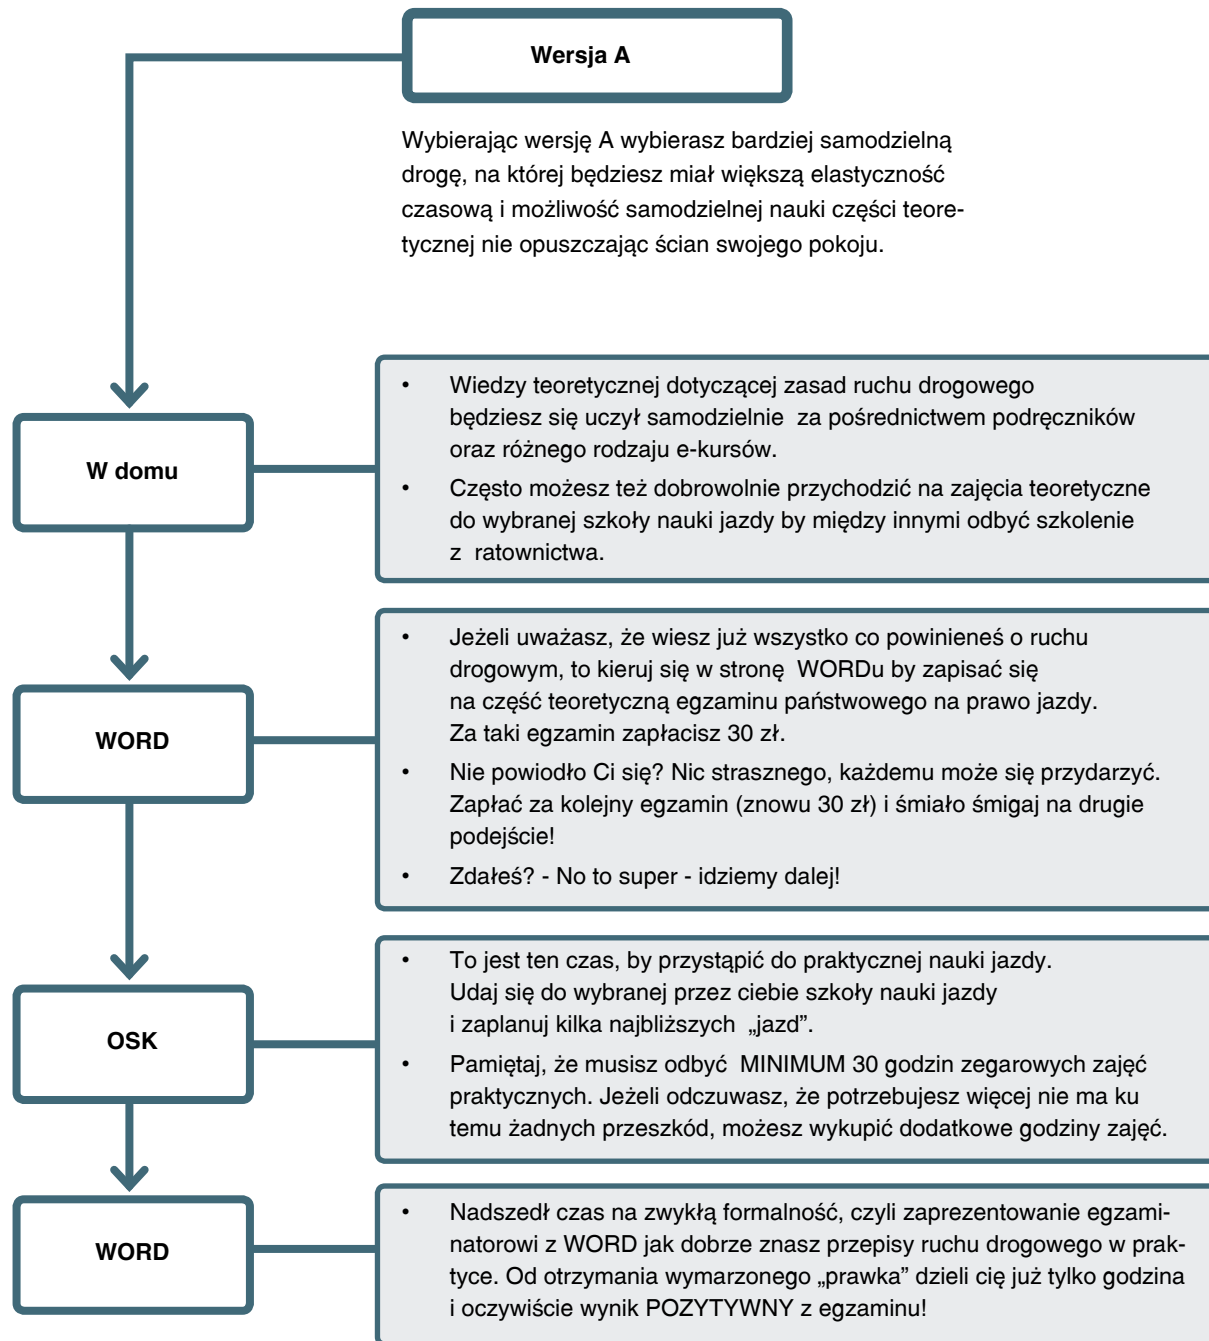 Wersja A
Wybierając wersję A wybierasz bardziej samodzielną
drogę, na której będziesz miał większą elastyczność
czasową i możliwość samodzielnej nauki części teore-
tycznej nie opuszczając ścian swojego pokoju.
W domu
• Wiedzy teoretycznej dotyczącej zasad ruchu drogowego
będziesz się uczył samodzielnie za pośrednictwem podręczników
oraz różnego rodzaju e-kursów.
• Często możesz też dobrowolnie przychodzić na zajęcia teoretyczne
do wybranej szkoły nauki jazdy by między innymi odbyć szkolenie
z ratownictwa.
WORD
• Jeżeli uważasz, że wiesz już wszystko co powinieneś o ruchu
drogowym, to kieruj się w stronę WORDu by zapisać się
na część teoretyczną egzaminu państwowego na prawo jazdy.
Za taki egzamin zapłacisz 30 zł.
• Nie powiodło Ci się? Nic strasznego, każdemu może się przydarzyć.
Zapłać za kolejny egzamin (znowu 30 zł) i śmiało śmigaj na drugie
podejście!
• Zdałeś? - No to super - idziemy dalej!
OSK
• To jest ten czas, by przystąpić do praktycznej nauki jazdy.
Udaj się do wybranej przez ciebie szkoły nauki jazdy
i zaplanuj kilka najbliższych „jazd”.
• Pamiętaj, że musisz odbyć MINIMUM 30 godzin zegarowych zajęć
praktycznych. Jeżeli odczuwasz, że potrzebujesz więcej nie ma ku
temu żadnych przeszkód, możesz wykupić dodatkowe godziny zajęć.
WORD
• Nadszedł czas na zwykłą formalność, czyli zaprezentowanie egzami-
natorowi z WORD jak dobrze znasz przepisy ruchu drogowego w prak-
tyce. Od otrzymania wymarzonego „prawka” dzieli cię już tylko godzina
i oczywiście wynik POZYTYWNY z egzaminu!